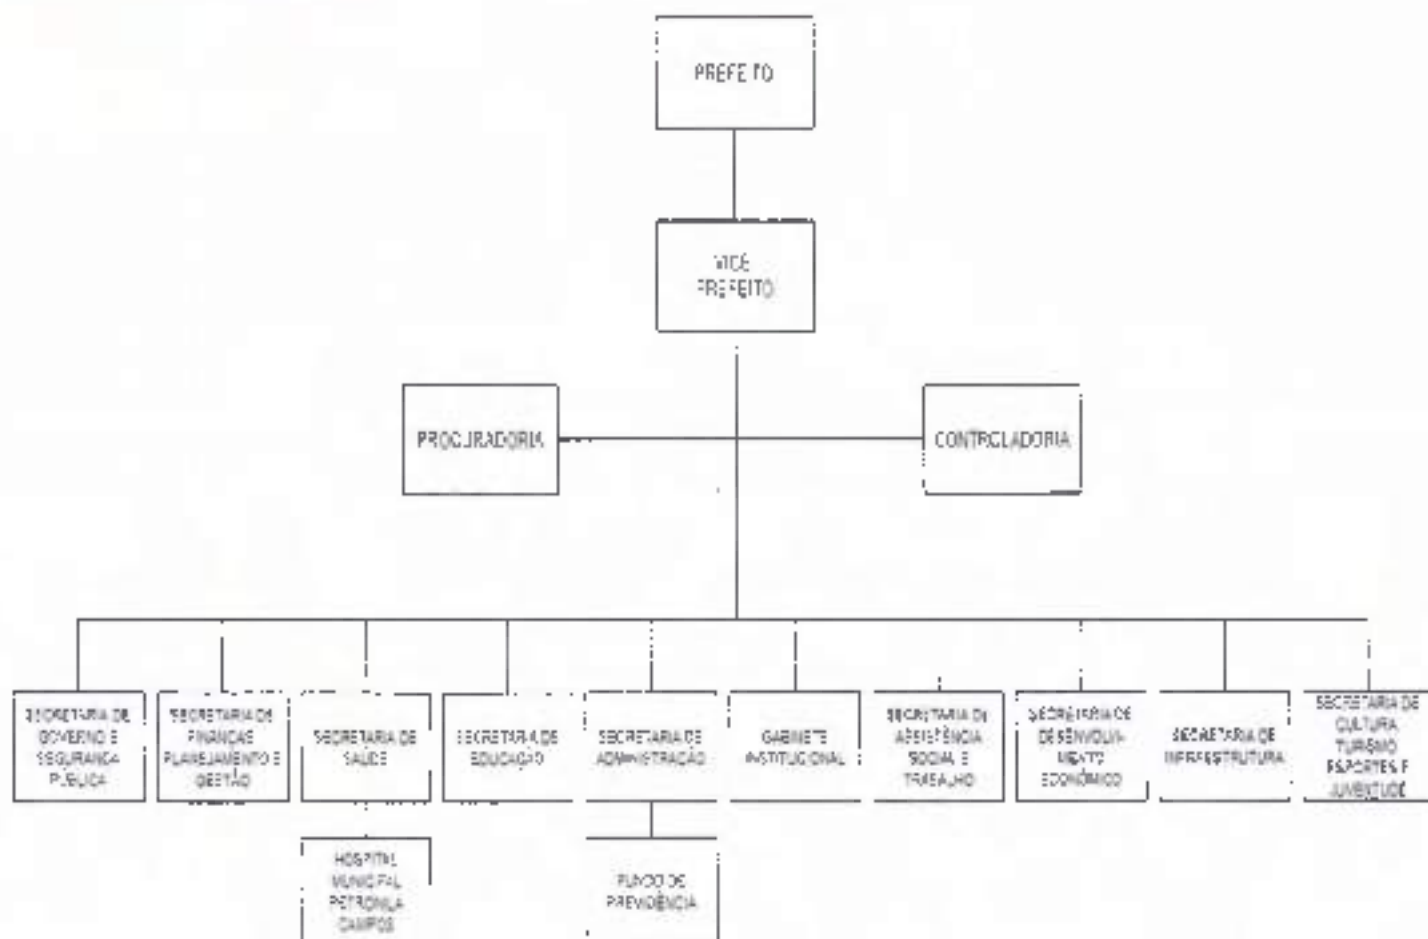 PREFEITO
VICE
PREFEITO
PROCURADORIA
CONTROLADORIA
SECRETARIA DE
GOVERNO E
SEGURANÇA
PÚBLICA
SECRETARIA DE
FINANÇAS
PLANEJAMENTO E
GESTÃO
SECRETARIA DE
SAÚDE
SECRETARIA DE
EDUCAÇÃO
SECRETARIA DE
ADMINISTRAÇÃO
GABINETE
INSTITUCIONAL
SECRETARIA DE
ASSISTÊNCIA
SOCIAL E
TRABALHO
SECRETARIA DE
DESENVOLVI-
MENTO
ECONÔMICO
SECRETARIA DE
INFRAESTRUTURA
SECRETARIA DE
CULTURA
TURISMO
ESPORTES E
JUVENTUDE
HOSPITAL
MUNICIPAL
PETRONILA
CAMPOS
FUNDO DE
PREVIDÊNCIA